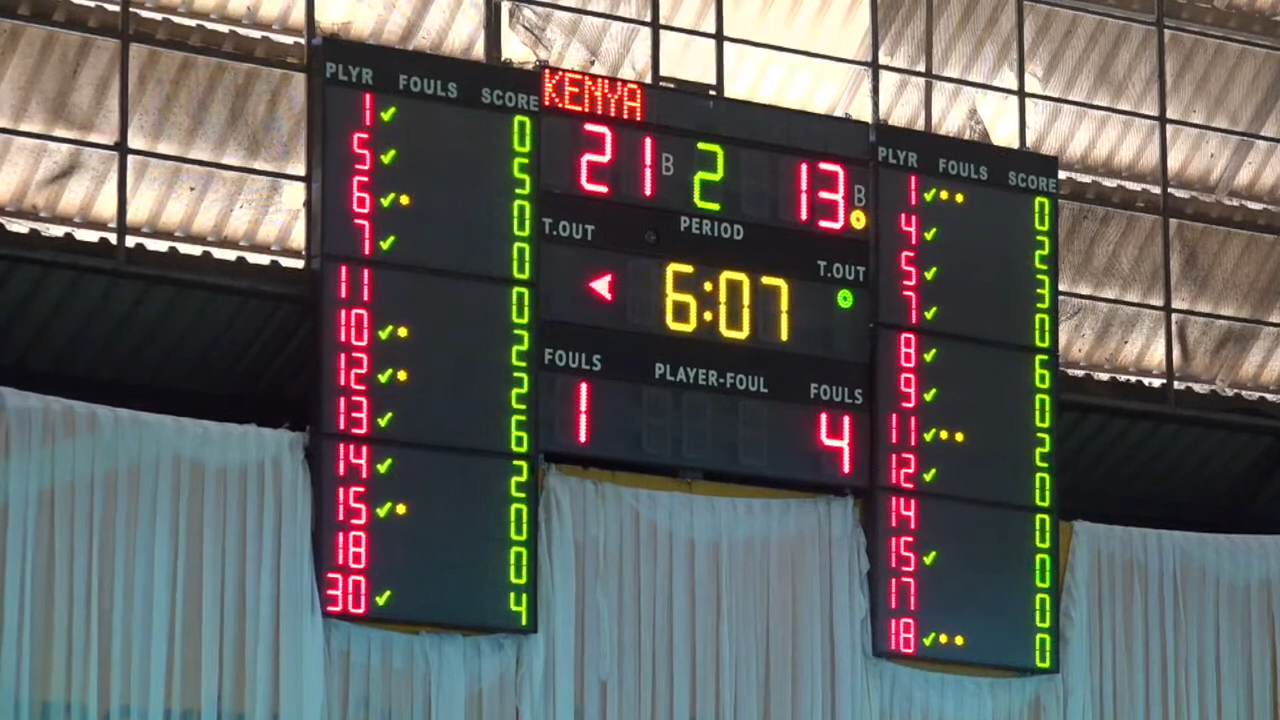 PLYR FOULS SCORE
1 ✓ 0
5 ✓ 5
6 ✓* 0
7 ✓ 0
11 0
10 ✓* 2
12 ✓* 2
13 ✓ 6
14 ✓ 2
15 ✓* 0
18 0
30 ✓ 4
KENYA
21 B 2 13 B
PERIOD
T.OUT T.OUT
6:07
FOULS PLAYER-FOUL FOULS
1 4
PLYR FOULS SCORE
1 ✓** 0
4 ✓ 2
5 ✓ 3
7 ✓ 0
8 ✓ 6
9 ✓ 0
11 ✓** 2
12 ✓ 0
14 0
15 ✓ 0
17 0
18 ✓** 0